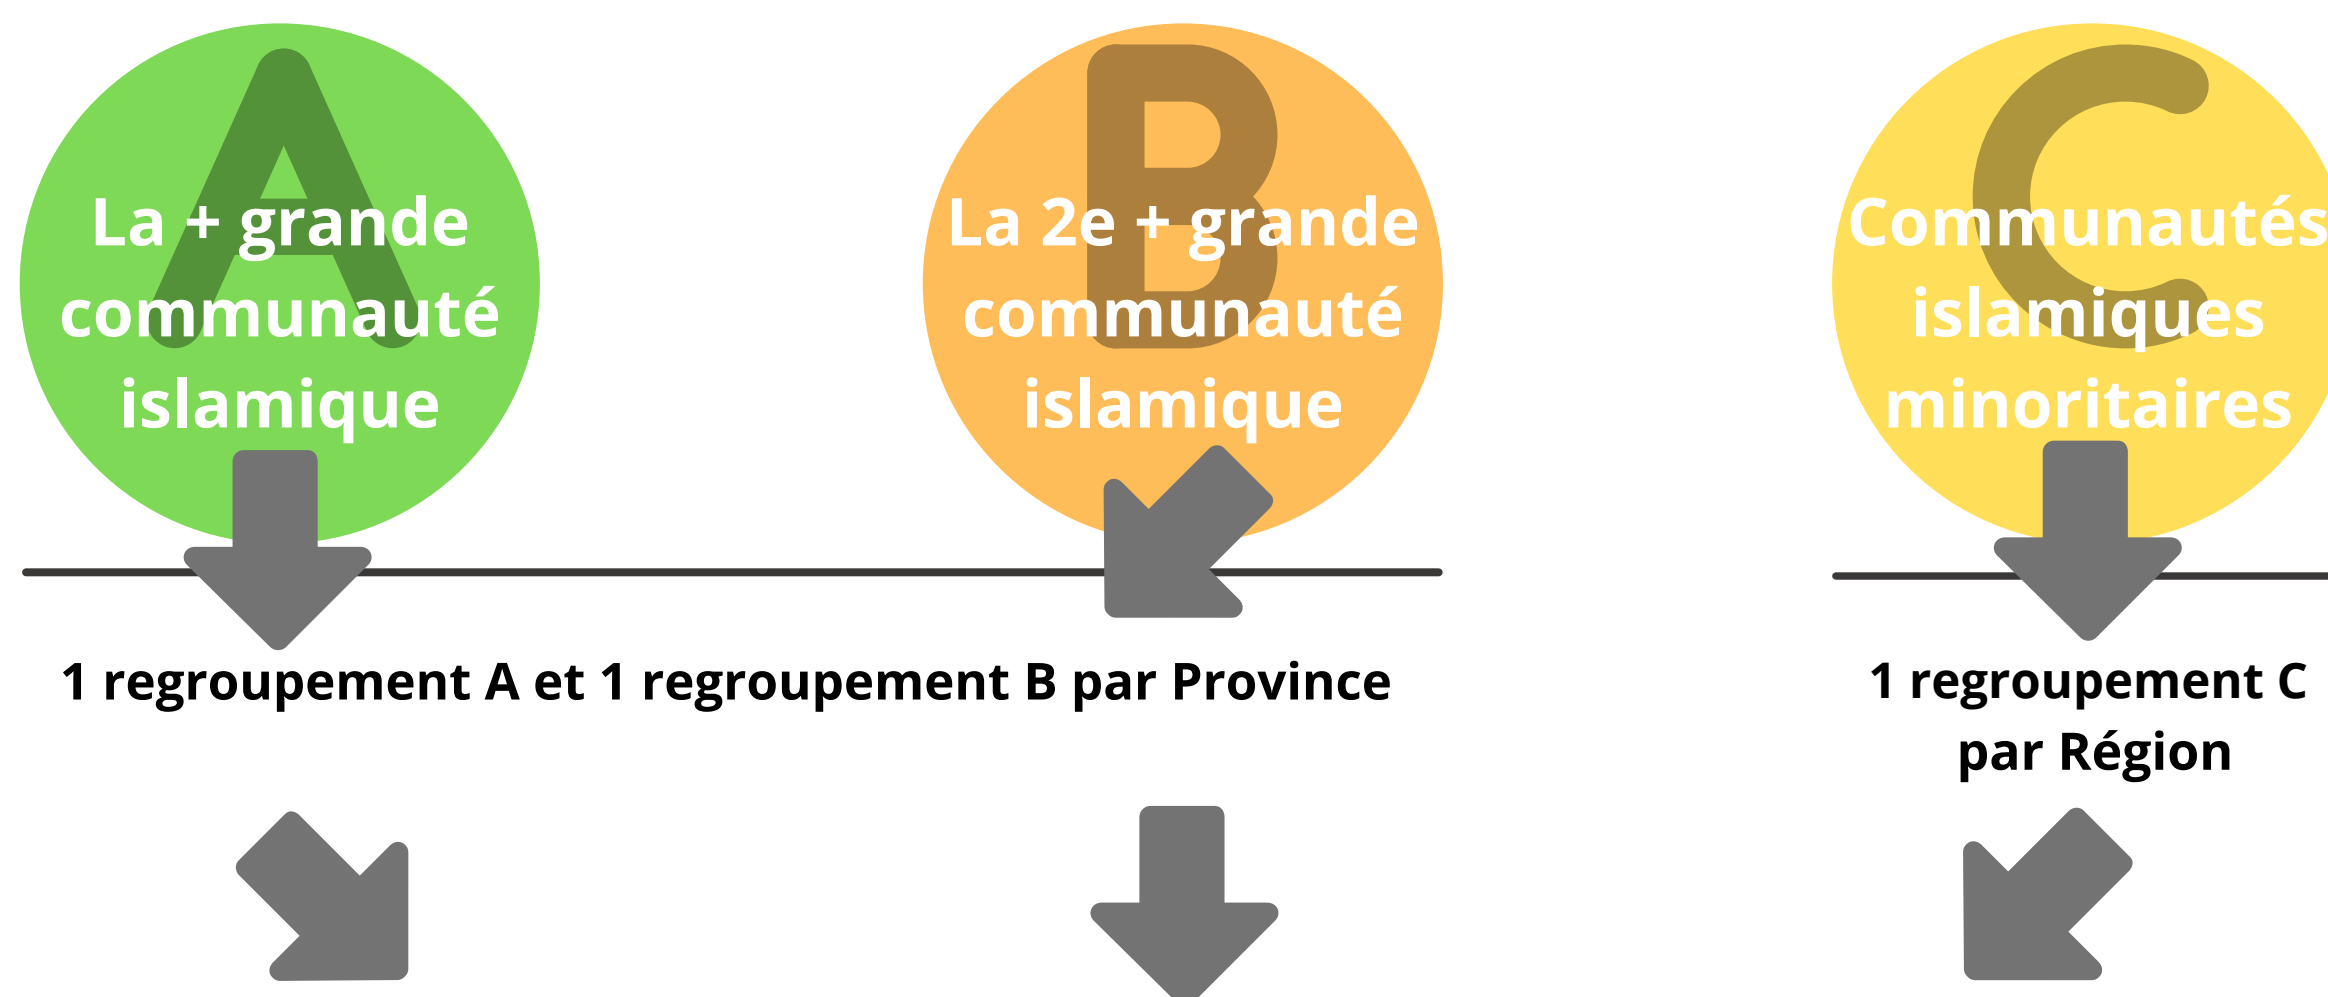 A
La + grande
communauté
islamique
B
La 2e + grande
communauté
islamique
C
Communautés
islamiques
minoritaires
1 regroupement A et 1 regroupement B par Province
1 regroupement C
par Région